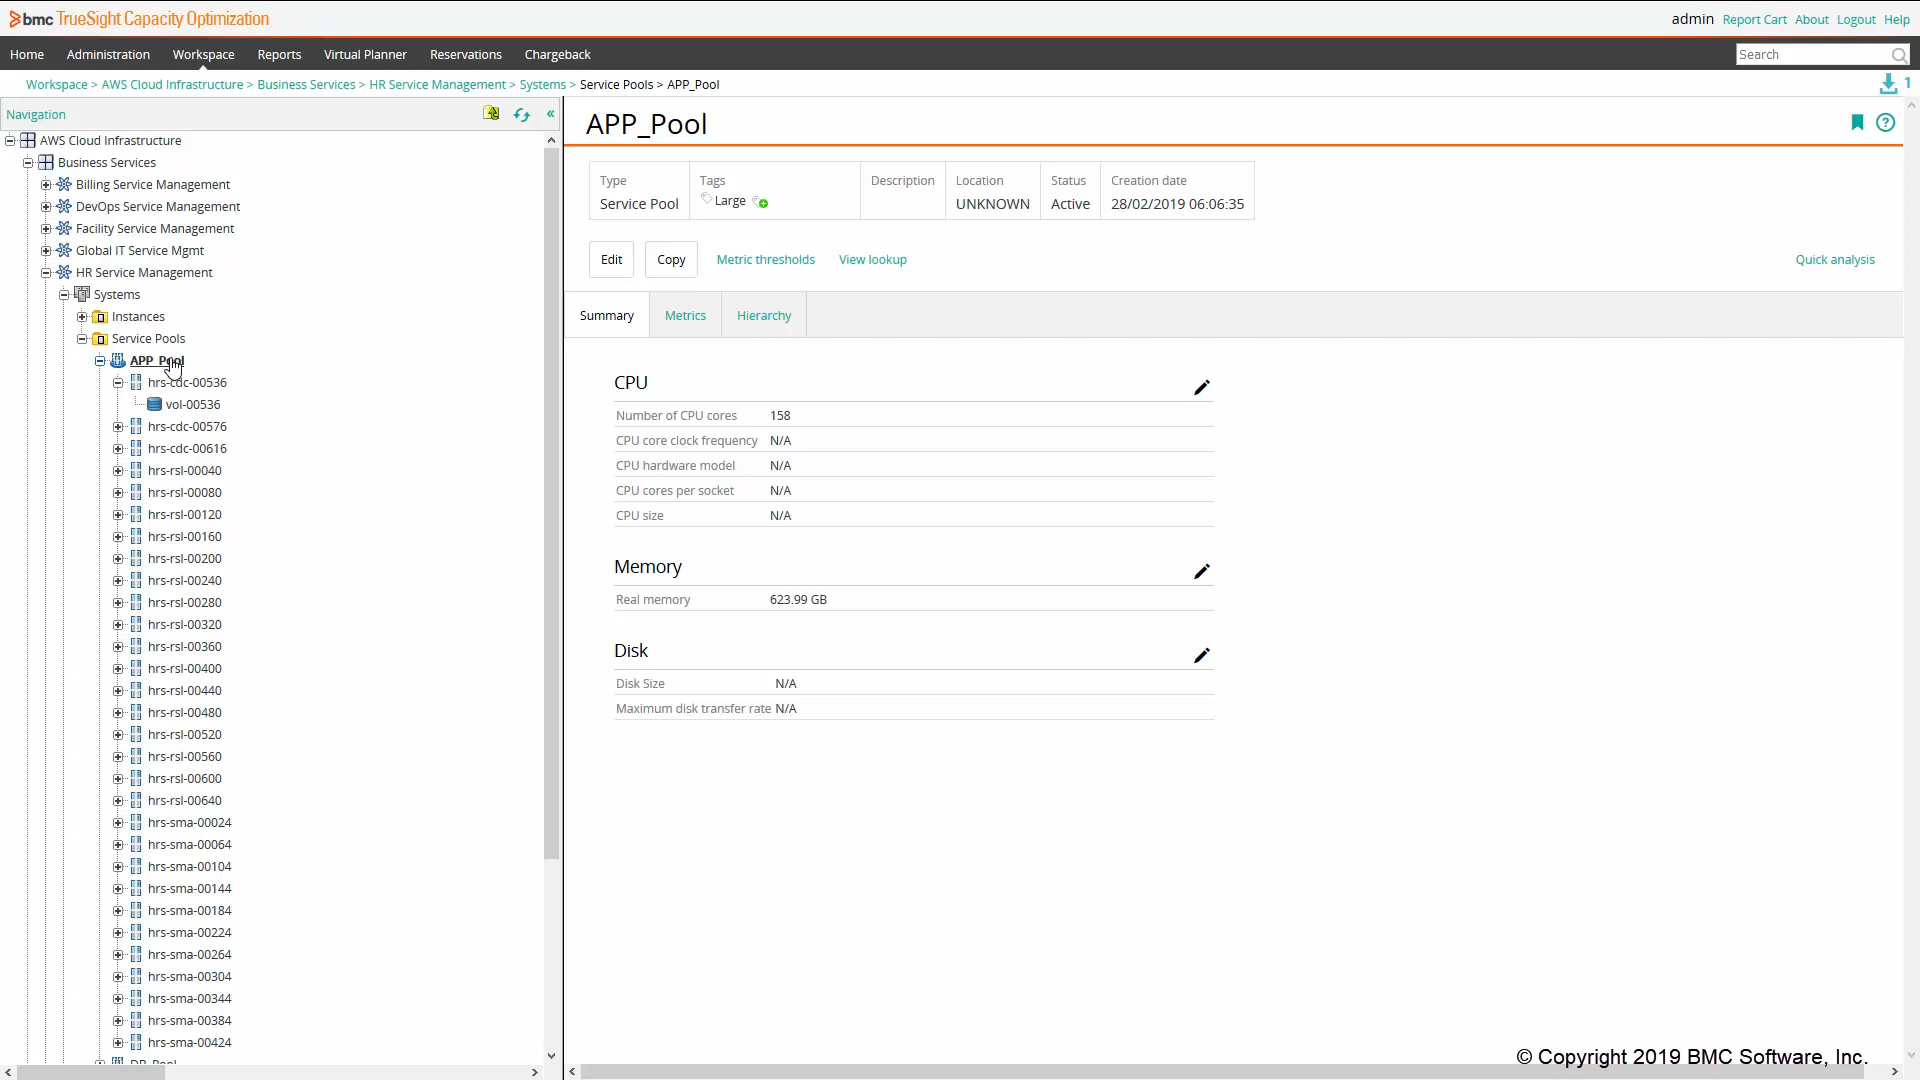 bmc TrueSight Capacity Optimization
admin Report Cart About Logout Help
Home Administration Workspace Reports Virtual Planner Reservations Chargeback Search
Workspace > AWS Cloud Infrastructure > Business Services > HR Service Management > Systems > Service Pools > APP_Pool
1
Navigation
AWS Cloud Infrastructure
Business Services
Billing Service Management
DevOps Service Management
Facility Service Management
Global IT Service Mgmt
HR Service Management
Systems
Instances
Service Pools
APP_Pool
hrs-cdc-00536
vol-00536
hrs-cdc-00576
hrs-cdc-00616
hrs-rsl-00040
hrs-rsl-00080
hrs-rsl-00120
hrs-rsl-00160
hrs-rsl-00200
hrs-rsl-00240
hrs-rsl-00280
hrs-rsl-00320
hrs-rsl-00360
hrs-rsl-00400
hrs-rsl-00440
hrs-rsl-00480
hrs-rsl-00520
hrs-rsl-00560
hrs-rsl-00600
hrs-rsl-00640
hrs-sma-00024
hrs-sma-00064
hrs-sma-00104
hrs-sma-00144
hrs-sma-00184
hrs-sma-00224
hrs-sma-00264
hrs-sma-00304
hrs-sma-00344
hrs-sma-00384
hrs-sma-00424
APP_Pool
Type Tags Description Location Status Creation date
Service Pool Large UNKNOWN Active 28/02/2019 06:06:35
Edit Copy Metric thresholds View lookup Quick analysis
Summary Metrics Hierarchy
CPU
Number of CPU cores 158
CPU core clock frequency N/A
CPU hardware model N/A
CPU cores per socket N/A
CPU size N/A
Memory
Real memory 623.99 GB
Disk
Disk Size N/A
Maximum disk transfer rate N/A
© Copyright 2019 BMC Software, Inc.